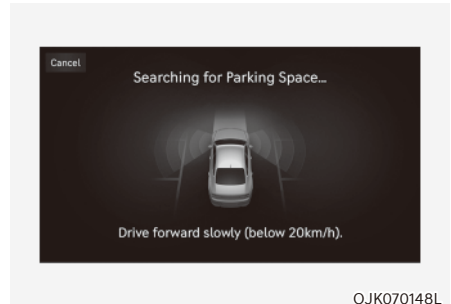 Cancel
Searching for Parking Space...
Drive forward slowly (below 20km/h).
OJK070148L